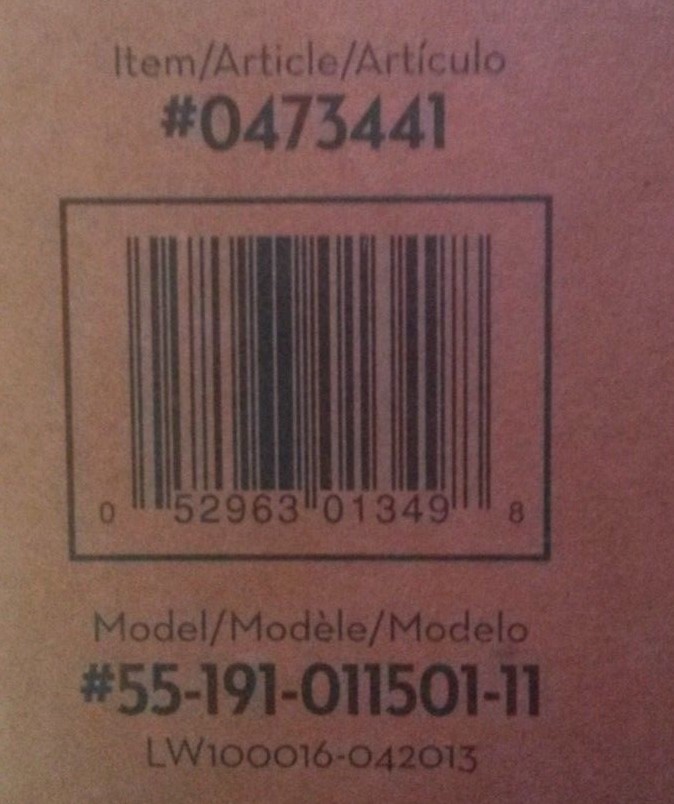 Item/Article/Artículo
#0473441
0 52963 01349 8
Model/Modèle/Modelo
#55-191-011501-11
LW100016-042013